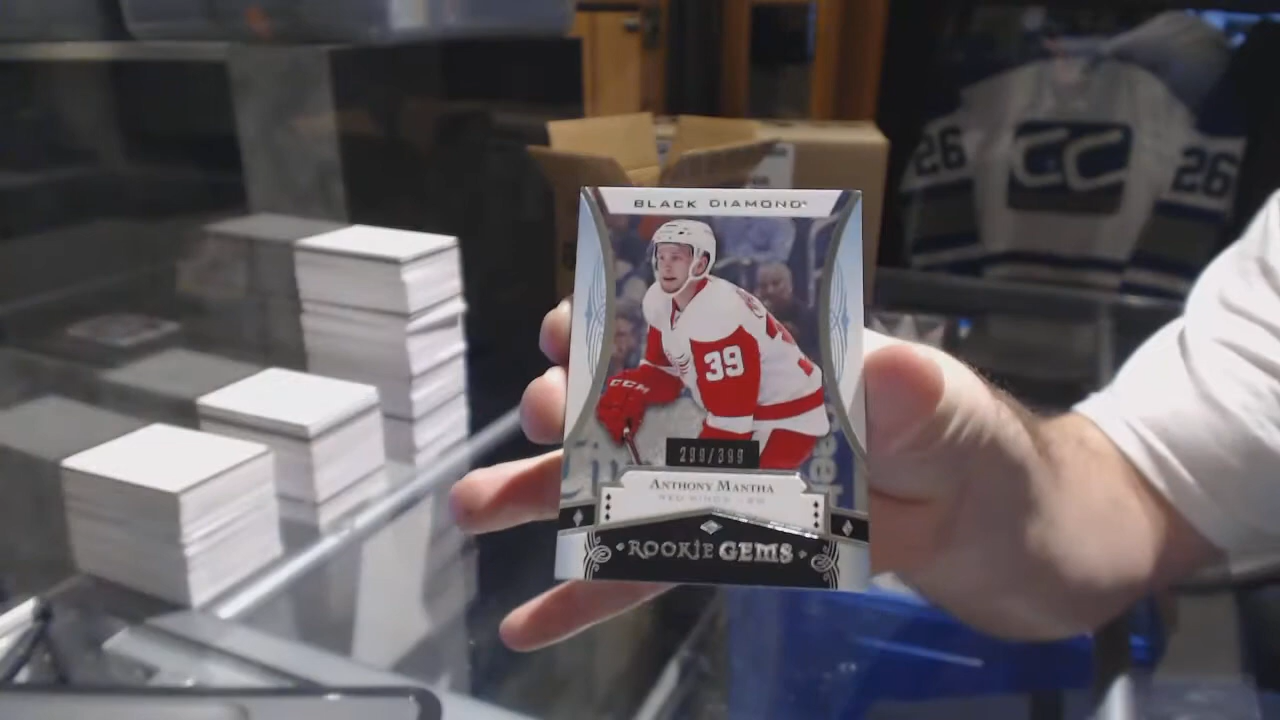 BLACK DIAMOND
CCM
39
299/399
ANTHONY MANTHA
RED WINGS
ROOKIE GEMS
26
CC
26